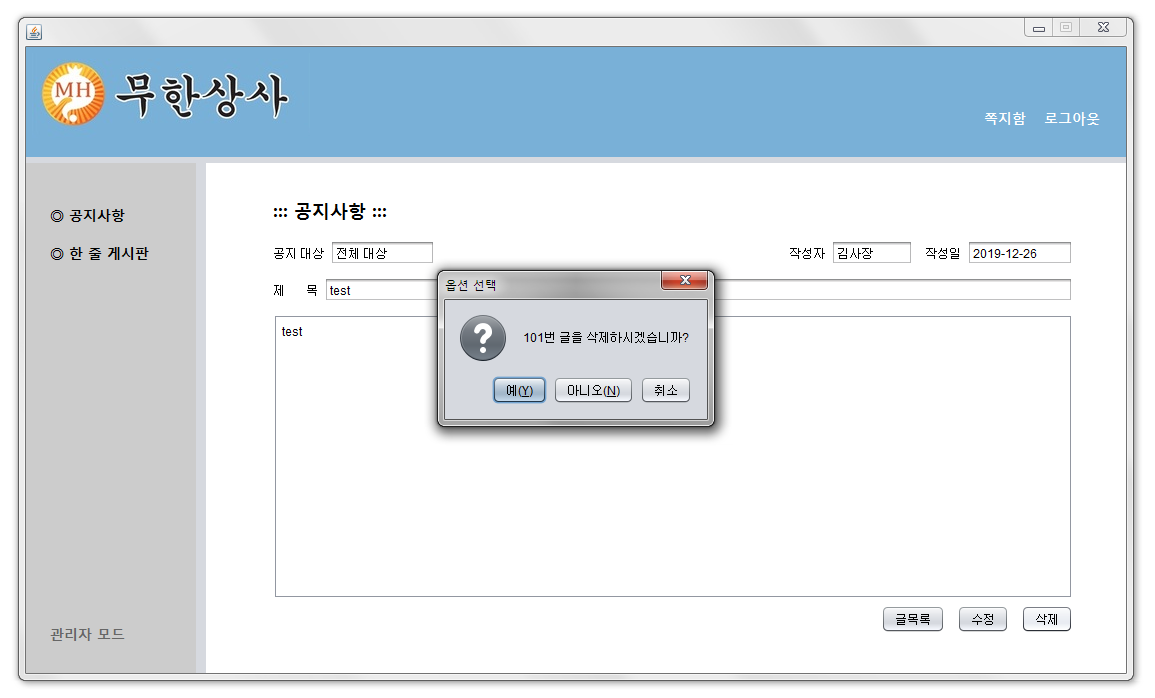 MH 무한상사
쪽지함 로그아웃
◎ 공지사항
◎ 한 줄 게시판
관리자 모드
::: 공지사항 :::
공지 대상 전체 대상 작성자 김사장 작성일 2019-12-26
제 목 test
test
옵션 선택
?
101번 글을 삭제하시겠습니까?
예(Y) 아니오(N) 취소
글목록 수정 삭제